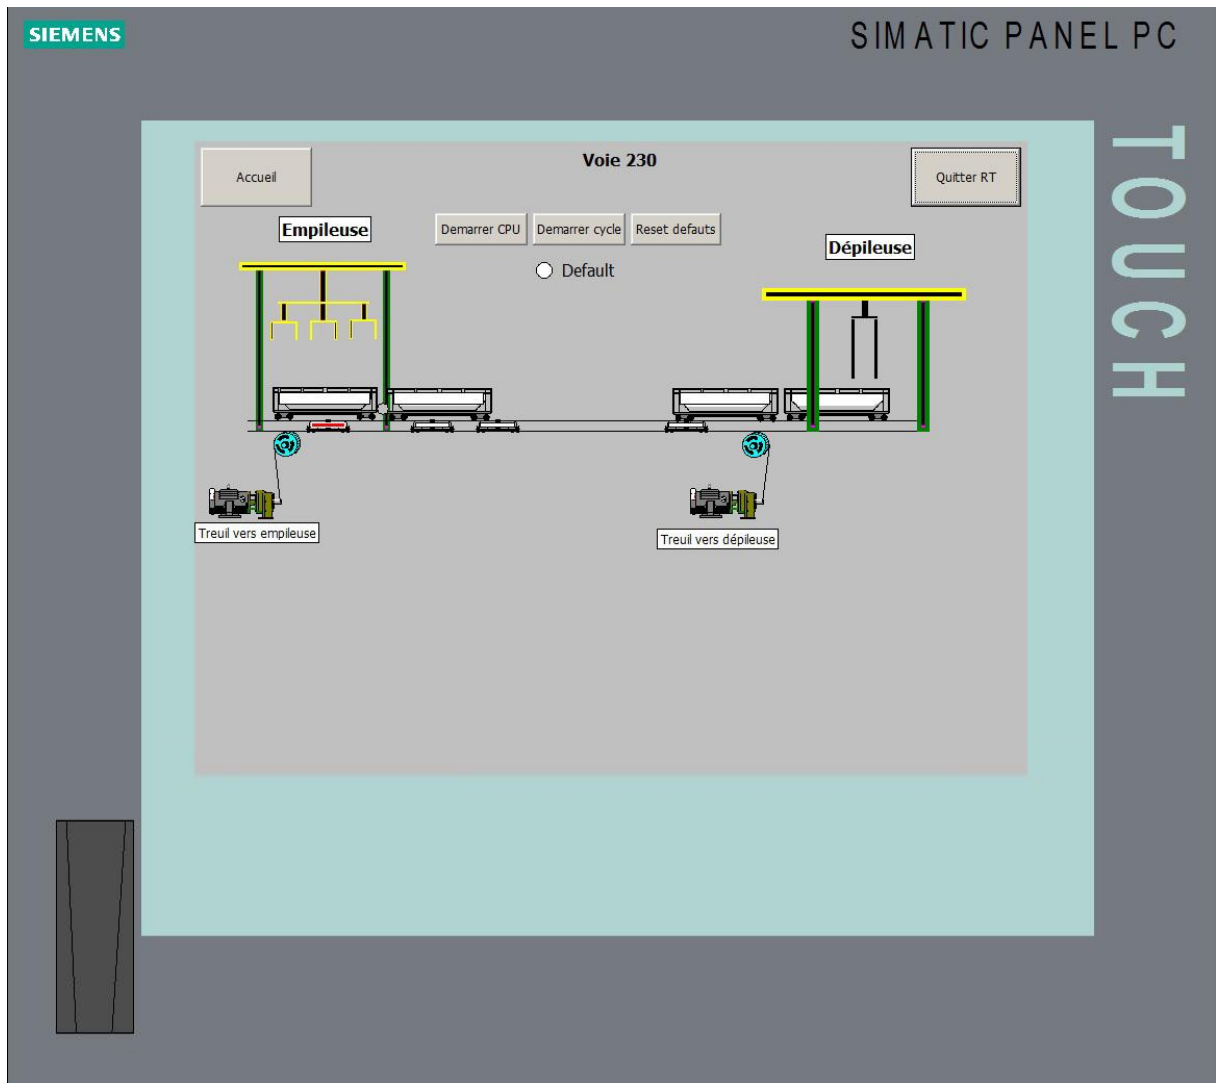 SIEMENS
SIMATIC PANEL PC
TOUCH
Voie 230
Accueil
Quitter RT
Empileuse
Demarrer CPU
Demarrer cycle
Reset defauts
Dépileuse
Default
Treuil vers empileuse
Treuil vers dépileuse